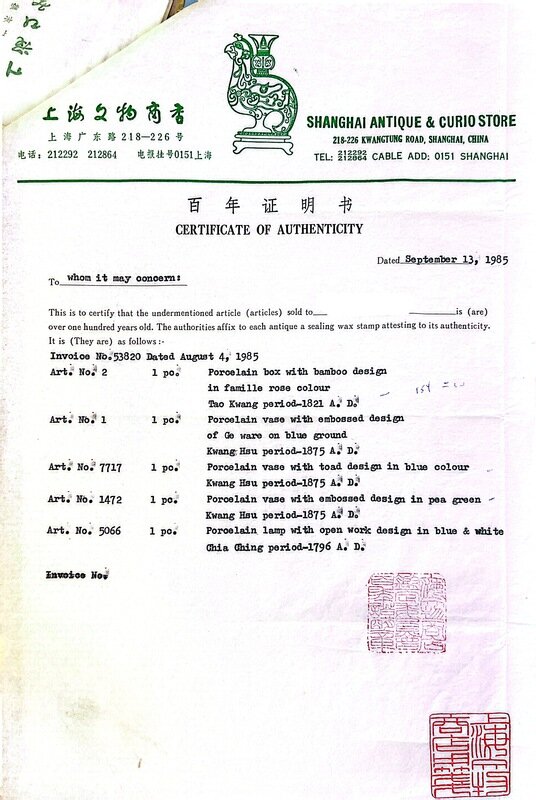 上海文物商店
上海广东路218—226号
电话：212292 212864 电报挂号0151上海
SHANGHAI ANTIQUE & CURIO STORE
218-226 KWANGTUNG ROAD, SHANGHAI, CHINA
TEL: 212292 212864 CABLE ADD: 0151 SHANGHAI
百年证明书
CERTIFICATE OF AUTHENTICITY
Dated September 13, 1985
To whom it may concern:
This is to certify that the undermentioned article (articles) sold to is (are)
over one hundred years old. The authorities affix to each antique a sealing wax stamp attesting to its authenticity.
It is (They are) as follows :-
Invoice No.53820 Dated August 4, 1985
Art. No. 2 1 pc. Porcelain box with bamboo design
in famille rose colour
Tao Kwang period-1821 A. D.
Art. No. 1 1 pc. Porcelain vase with embossed design
of Ge ware on blue ground
Kwang Hsu period-1875 A. D.
Art. No. 7717 1 pc. Porcelain vase with toad design in blue colour
Kwang Hsu period-1875 A. D.
Art. No. 1472 1 pc. Porcelain vase with embossed design in pea green
Kwang Hsu period-1875 A. D.
Art. No. 5066 1 pc. Porcelain lamp with open work design in blue & white
Chia Ching period-1796 A. D.
Invoice No.